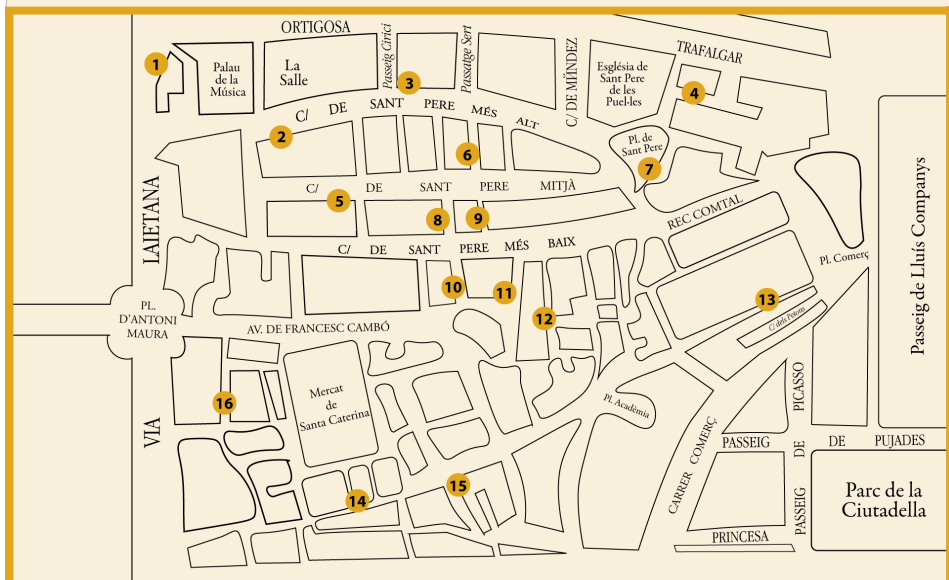 ORTIGOSA
Passeig Cirici
Passatge Sert
C/ DE MÜNDEZ
TRAFALGAR
1
Palau
de la
Música
La
Salle
3
Església de
Sant Pere
de les
Puel·les
4
C/ DE SANT PERE MÉS ALT
2
6
Pl. de
Sant Pere
7
C/ DE SANT PERE MITJÀ
5
8
9
REC COMTAL
VIA LAIETANA
C/ DE SANT PERE MÉS BAIX
Pl. Comerç
Passeig de Lluís Companys
10
11
12
13
C/ dels Petons
PL.
D'ANTONI
MAURA
AV. DE FRANCESC CAMBÓ
Mercat
de
Santa Caterina
16
Pl. Acadèmia
CARRER COMERÇ
PASSEIG DE PICASSO
PASSEIG DE PUJADES
14
15
Parc de la
Ciutadella
PRINCESA